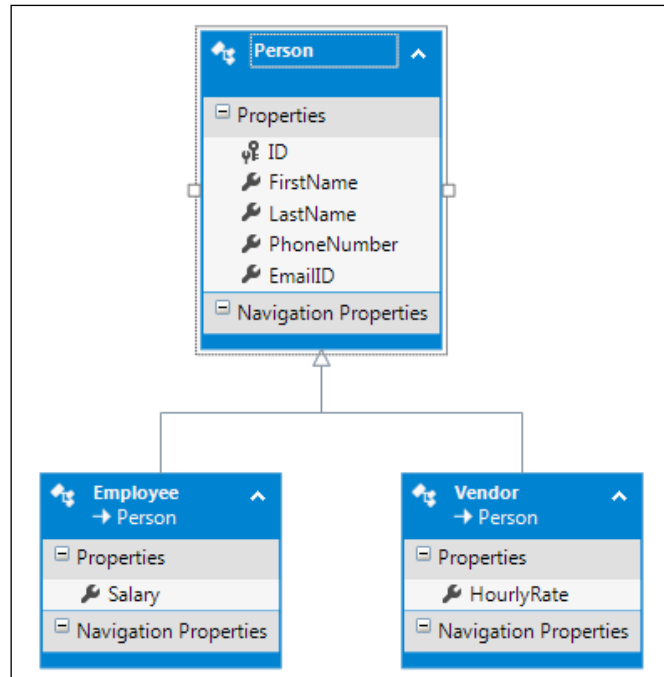 Person
Properties
ID
FirstName
LastName
PhoneNumber
EmailID
Navigation Properties
Employee
→ Person
Properties
Salary
Navigation Properties
Vendor
→ Person
Properties
HourlyRate
Navigation Properties